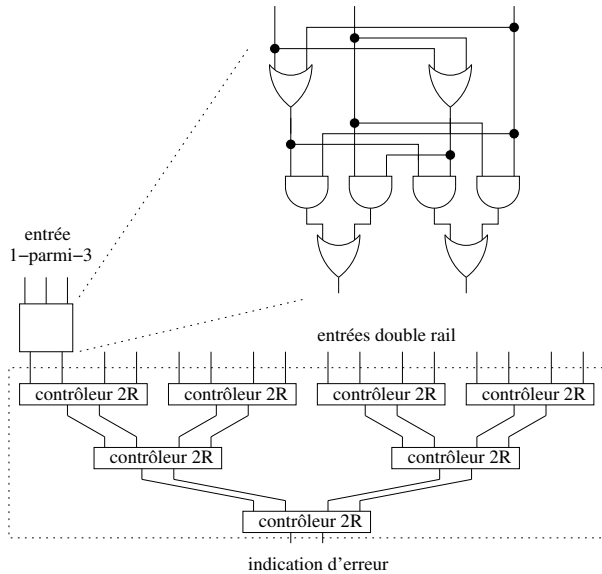 entrée
1−parmi−3
entrées double rail
contrôleur 2R
contrôleur 2R
contrôleur 2R
contrôleur 2R
contrôleur 2R
contrôleur 2R
contrôleur 2R
indication d'erreur